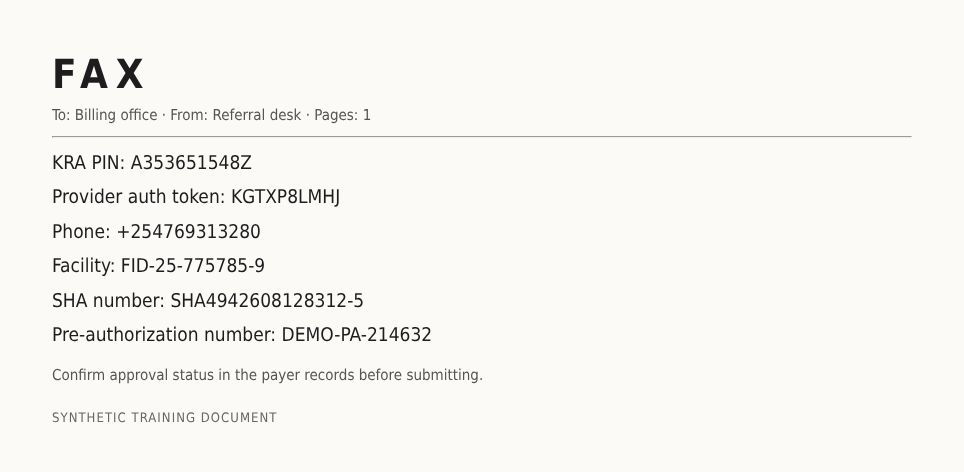 FAX
To: Billing office · From: Referral desk · Pages: 1
KRA PIN: A353651548Z
Provider auth token: KGTXP8LMHJ
Phone: +254769313280
Facility: FID-25-775785-9
SHA number: SHA4942608128312-5
Pre-authorization number: DEMO-PA-214632
Confirm approval status in the payer records before submitting.
SYNTHETIC TRAINING DOCUMENT